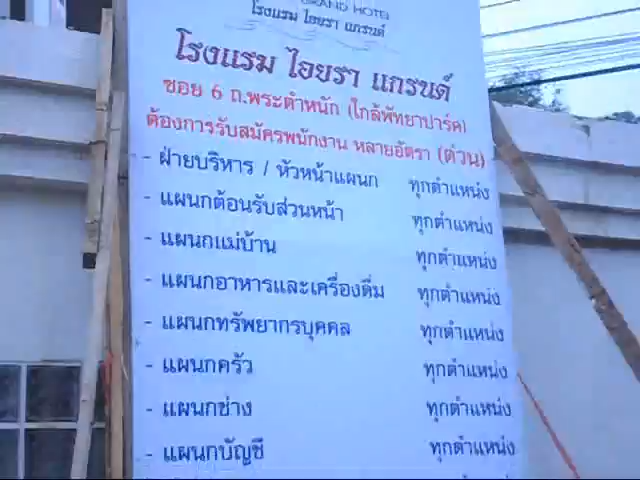 GRAND HOTEL
โรงแรม ไอยรา แกรนด์
โรงแรม ไอยรา แกรนด์
ซอย 6 ถ.พระตำหนัก (ใกล้พัทยาปาร์ค)
ต้องการรับสมัครพนักงาน หลายอัตรา (ด่วน)
- ฝ่ายบริหาร / หัวหน้าแผนก ทุกตำแหน่ง
- แผนกต้อนรับส่วนหน้า ทุกตำแหน่ง
- แผนกแม่บ้าน ทุกตำแหน่ง
- แผนกอาหารและเครื่องดื่ม ทุกตำแหน่ง
- แผนกทรัพยากรบุคคล ทุกตำแหน่ง
- แผนกครัว ทุกตำแหน่ง
- แผนกช่าง ทุกตำแหน่ง
- แผนกบัญชี ทุกตำแหน่ง